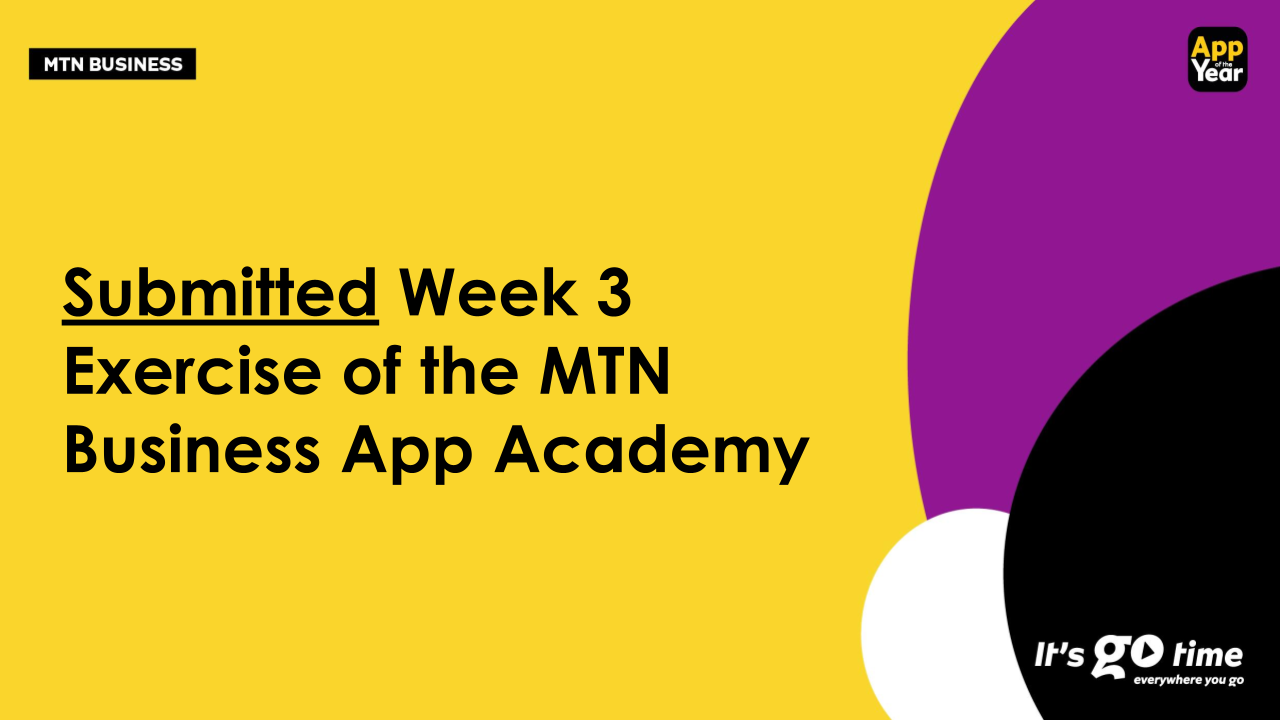 MTN BUSINESS
App
of the
Year
Submitted Week 3
Exercise of the MTN
Business App Academy
It's go time
everywhere you go